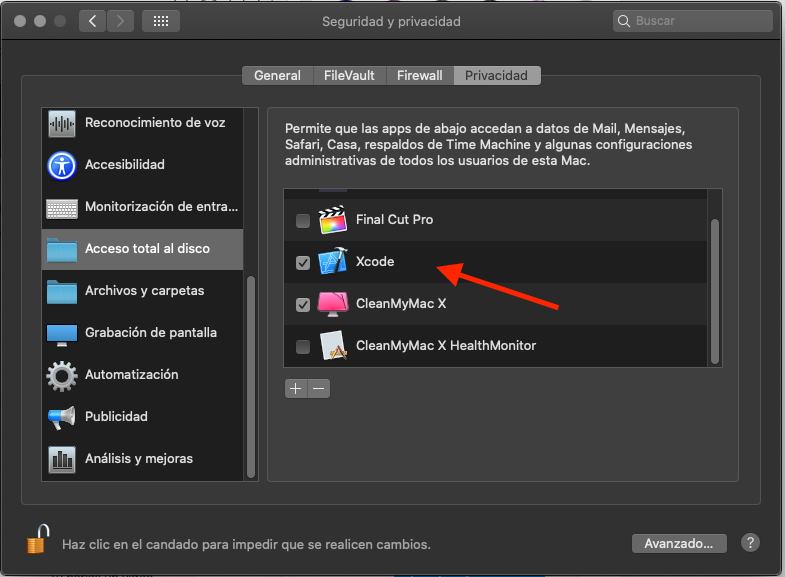 Seguridad y privacidad
Buscar
General
FileVault
Firewall
Privacidad
Reconocimiento de voz
Accesibilidad
Monitorización de entra...
Acceso total al disco
Archivos y carpetas
Grabación de pantalla
Automatización
Publicidad
Análisis y mejoras
Permite que las apps de abajo accedan a datos de Mail, Mensajes,
Safari, Casa, respaldos de Time Machine y algunas configuraciones
administrativas de todos los usuarios de esta Mac.
Final Cut Pro
Xcode
CleanMyMac X
CleanMyMac X HealthMonitor
Haz clic en el candado para impedir que se realicen cambios.
Avanzado...
?